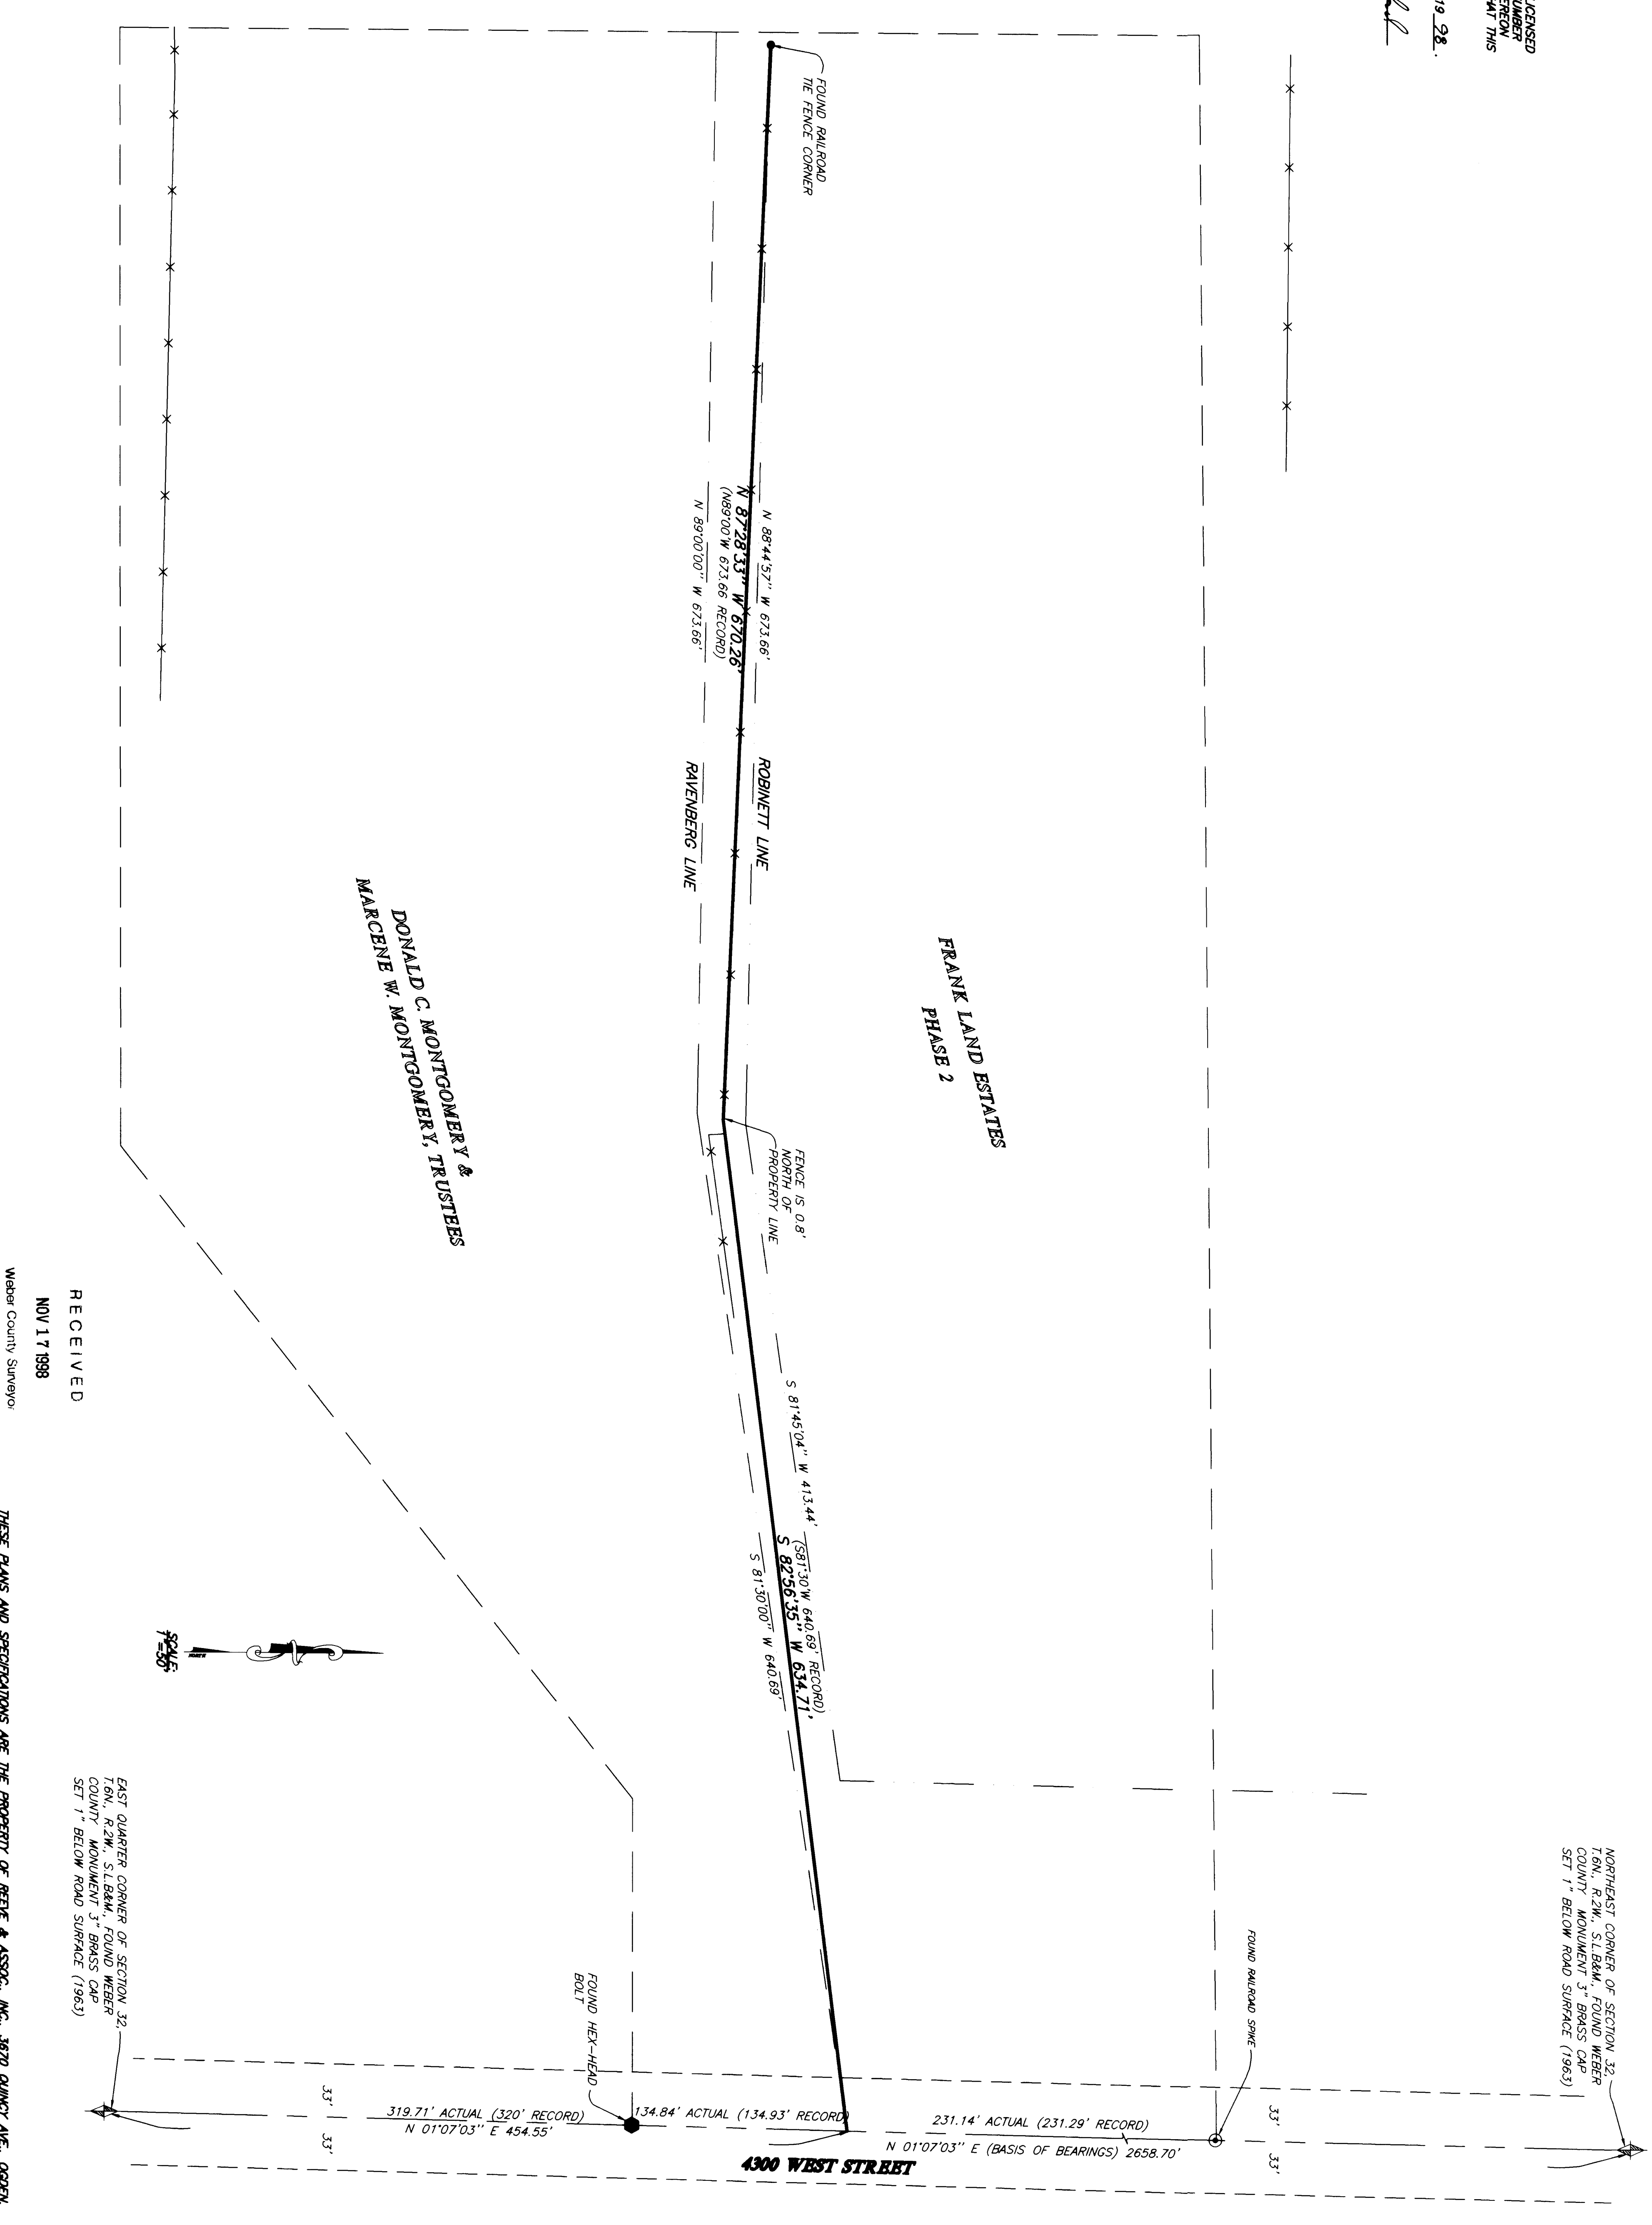 LICENSED
UMBER
EREON
HAT THIS
19 98.
FOUND RAILROAD
TIE FENCE CORNER
N 88°44'57" W 673.66'
N 87°28'33" W 670.26'
(N89°00'W 673.66 RECORD)
N 89°00'00" W 673.66'
ROBINETT LINE
RAVENBERG LINE
FRANK LAND ESTATES
PHASE 2
DONALD C. MONTGOMERY &
MARCENE W. MONTGOMERY, TRUSTEES
FENCE IS 0.8'
NORTH OF
PROPERTY LINE
S 81°45'04" W 413.44'
(S81°30'W 640.69' RECORD)
S 82°56'35" W 634.71'
S 81°30'00" W 640.69'
RECEIVED
NOV 17 1998
Weber County Surveyor
SCALE:
1"=50'
NORTHEAST CORNER OF SECTION 32,
T.6N., R.2W., S.L.B&M., FOUND WEBER
COUNTY MONUMENT 3" BRASS CAP
SET 1" BELOW ROAD SURFACE (1963)
FOUND RAILROAD SPIKE
FOUND HEX-HEAD
BOLT
EAST QUARTER CORNER OF SECTION 32,
T.6N., R.2W., S.L.B&M., FOUND WEBER
COUNTY MONUMENT 3" BRASS CAP
SET 1" BELOW ROAD SURFACE (1963)
33'
33'
33'
33'
319.71' ACTUAL (320' RECORD)
N 01°07'03" E 454.55'
134.84' ACTUAL (134.93' RECORD)
231.14' ACTUAL (231.29' RECORD)
N 01°07'03" E (BASIS OF BEARINGS) 2658.70'
4300 WEST STREET
THESE PLANS AND SPECIFICATIONS ARE THE PROPERTY OF REEVE & ASSOC., INC., 3670 QUINCY AVE., OGDEN,